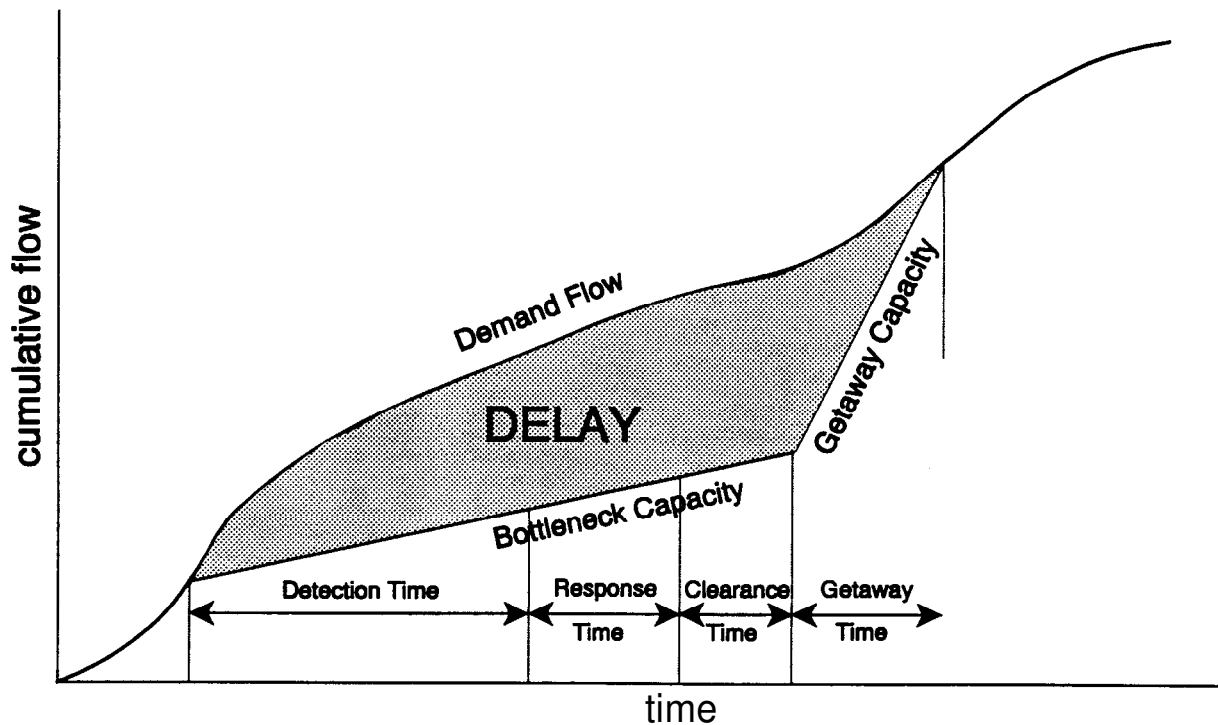 cumulative flow
Demand Flow
DELAY
Getaway Capacity
Bottleneck Capacity
Detection Time
Response
Time
Clearance
Time
Getaway
Time
time